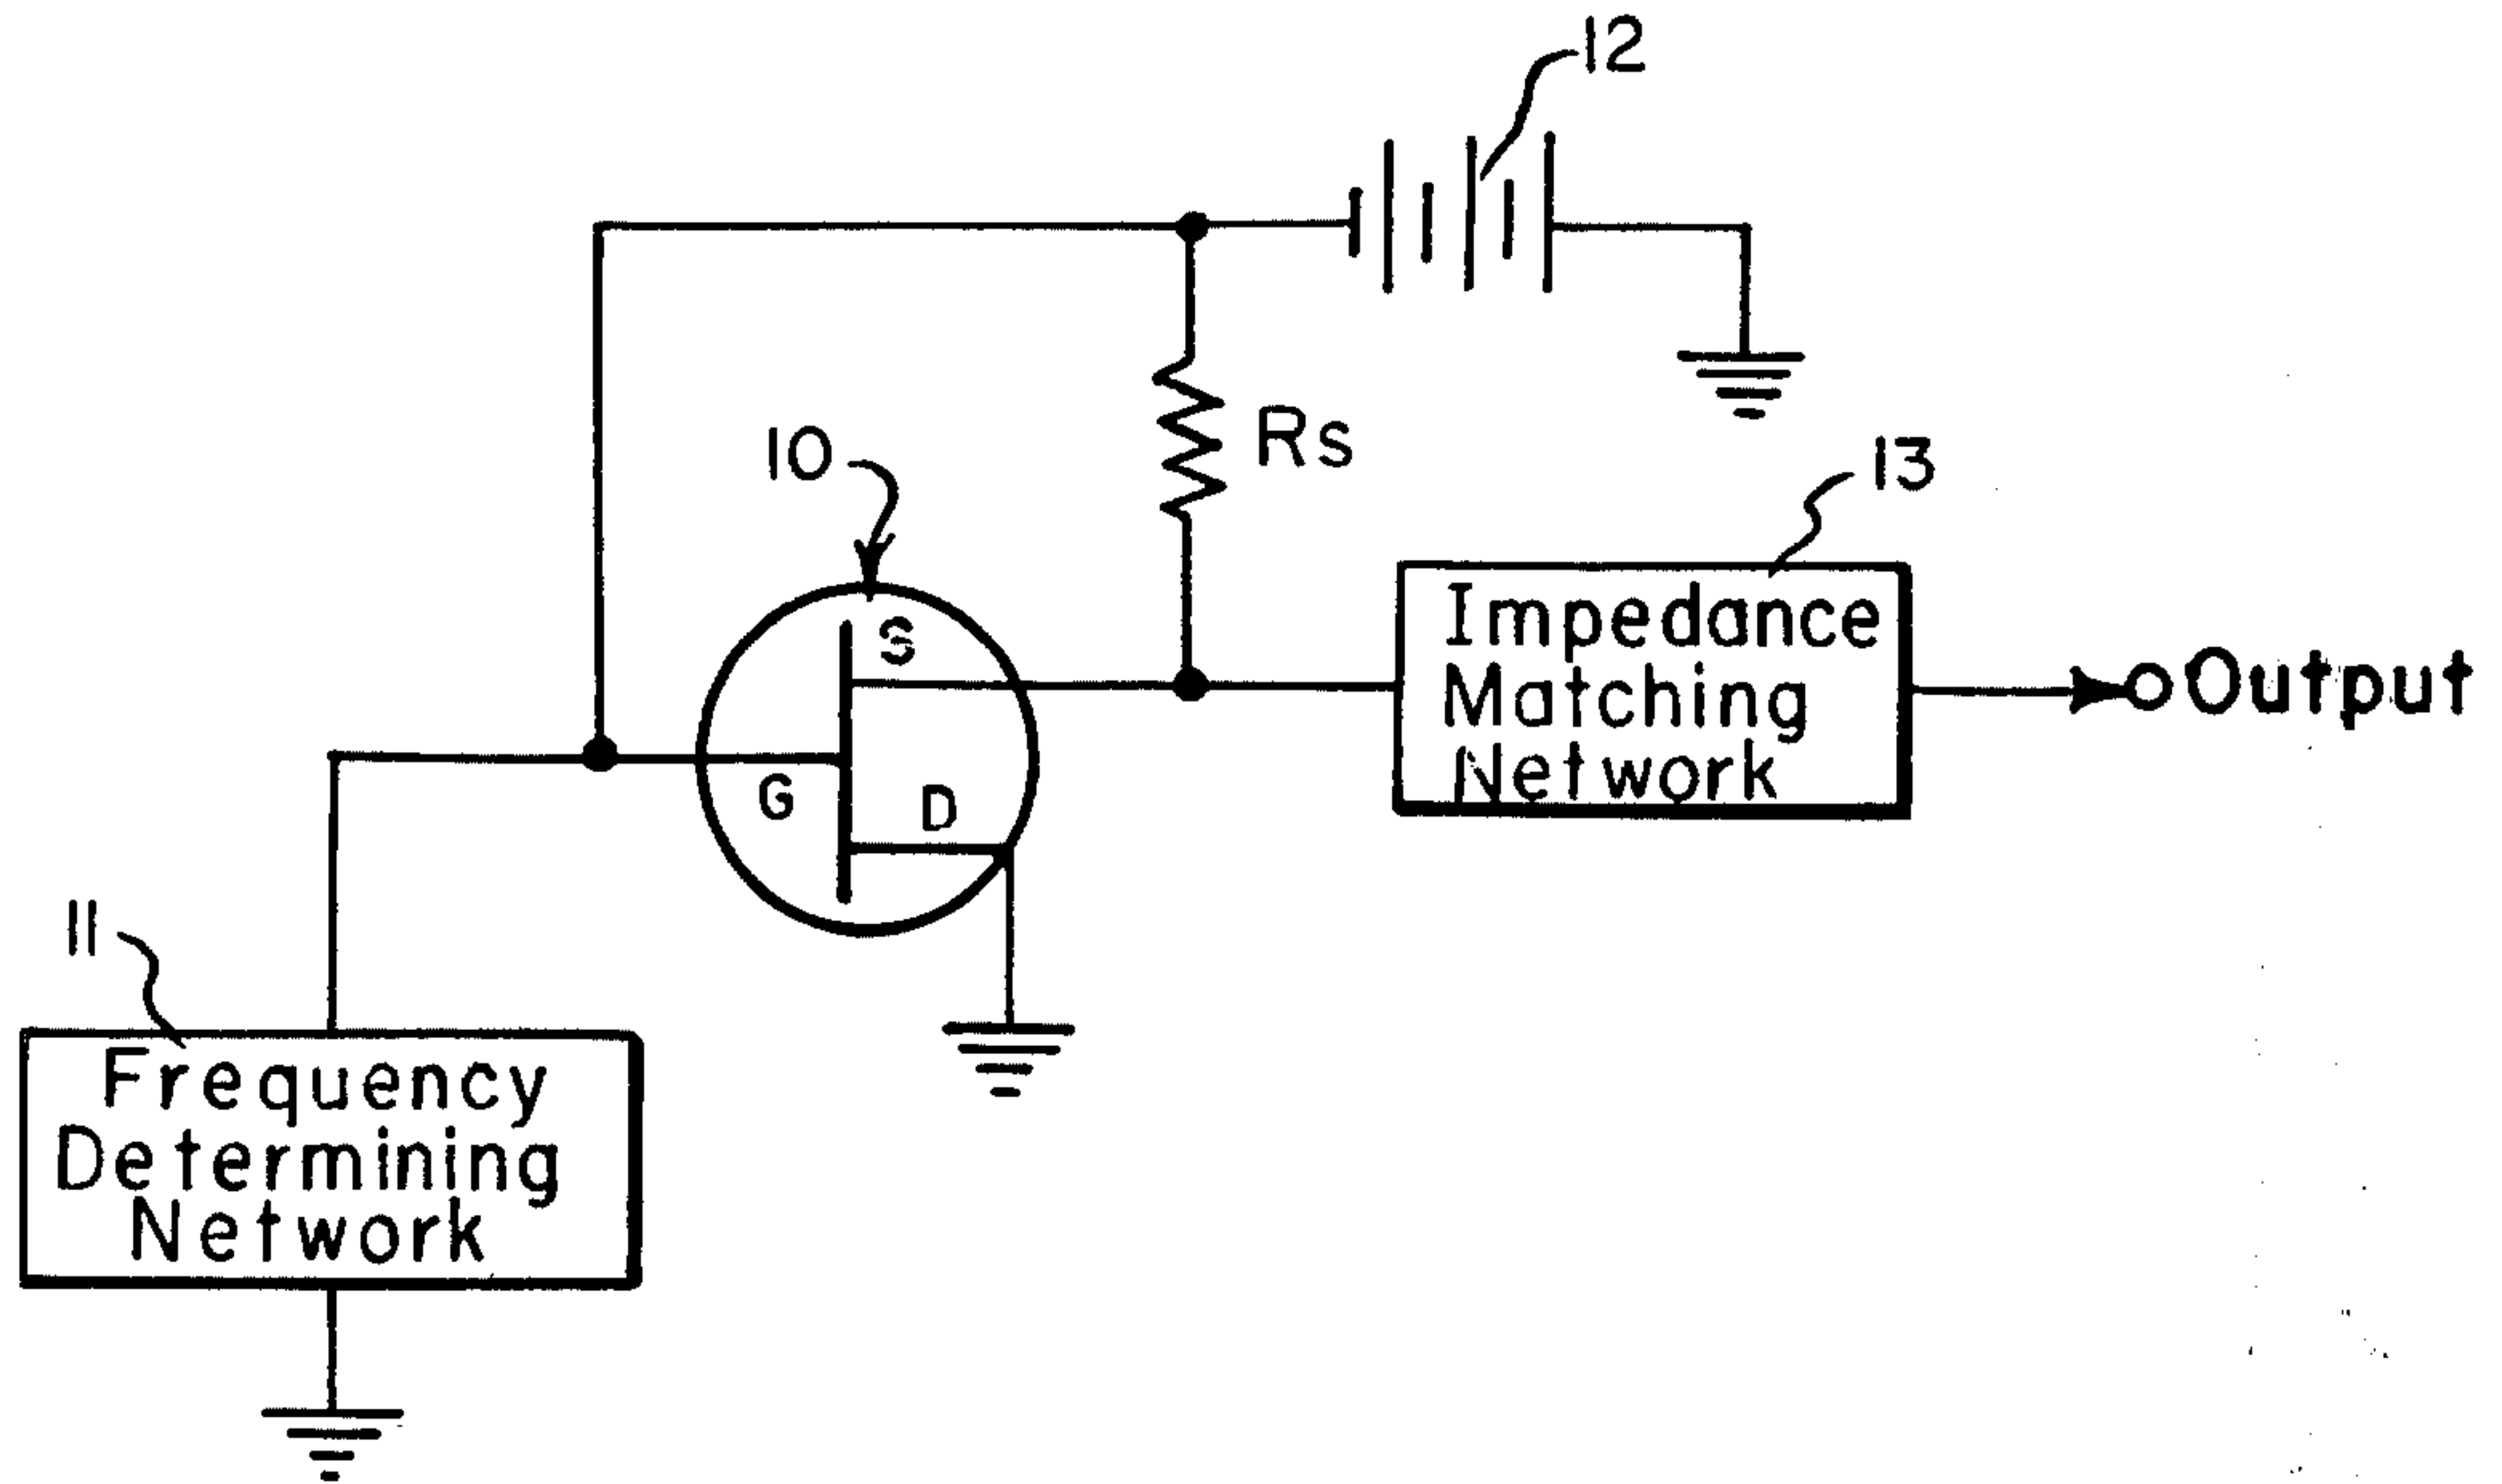 12
10
Rs
13
S
G
D
Impedance
Matching
Network
Output
11
Frequency
Determining
Network